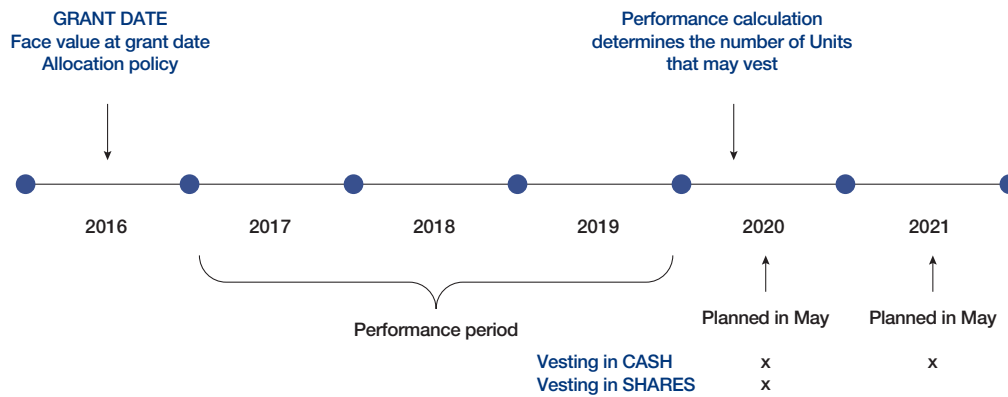 GRANT DATE
Face value at grant date
Allocation policy
Performance calculation
determines the number of Units
that may vest
2016
2017
2018
2019
2020
2021
Performance period
Planned in May
Planned in May
Vesting in CASH x x
Vesting in SHARES x